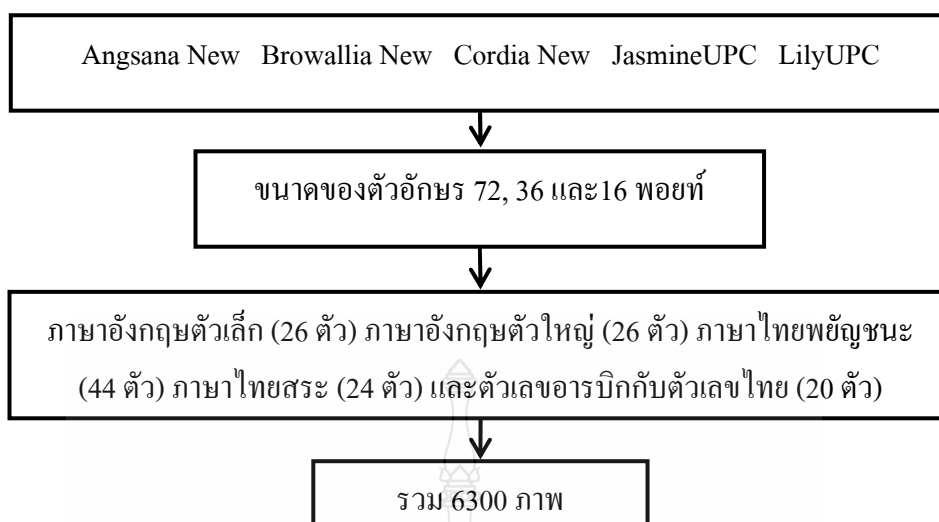 Angsana New Browallia New Cordia New JasmineUPC LilyUPC
ขนาดของตัวอักษร 72, 36 และ16 พอยท์
ภาษาอังกฤษตัวเล็ก (26 ตัว) ภาษาอังกฤษตัวใหญ่ (26 ตัว) ภาษาไทยพยัญชนะ
(44 ตัว) ภาษาไทยสระ (24 ตัว) และตัวเลขอารบิกกับตัวเลขไทย (20 ตัว)
รวม 6300 ภาพ